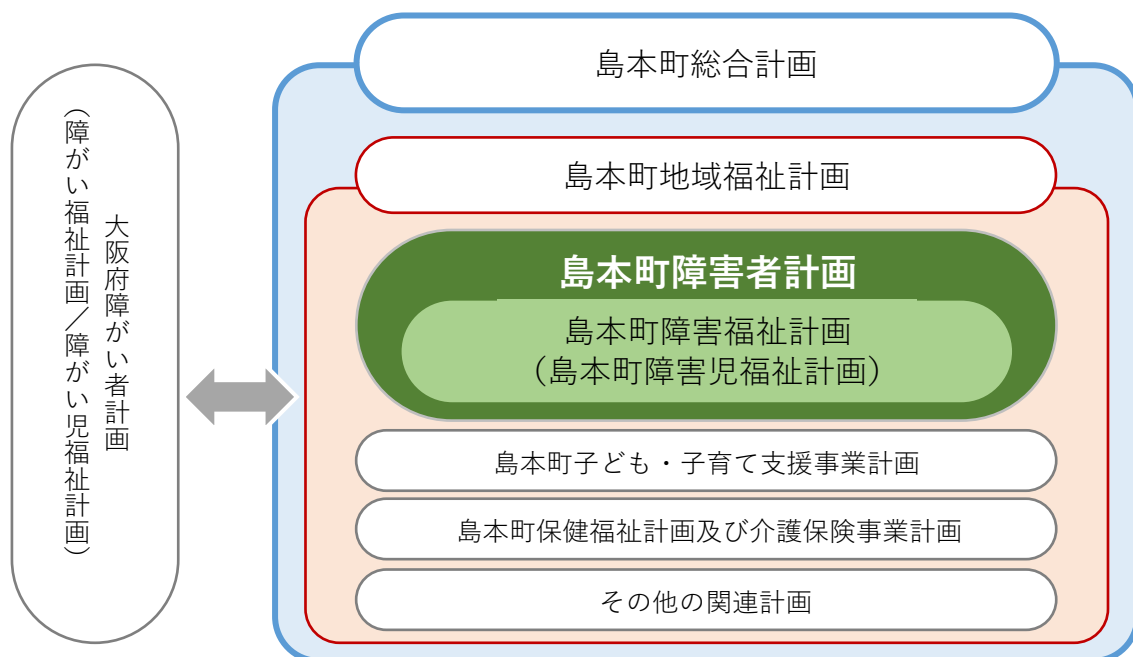 島本町総合計画
島本町地域福祉計画
島本町障害者計画
島本町障害福祉計画
（島本町障害児福祉計画）
島本町子ども・子育て支援事業計画
島本町保健福祉計画及び介護保険事業計画
その他の関連計画
大阪府障がい者計画
（障がい福祉計画／障がい児福祉計画）